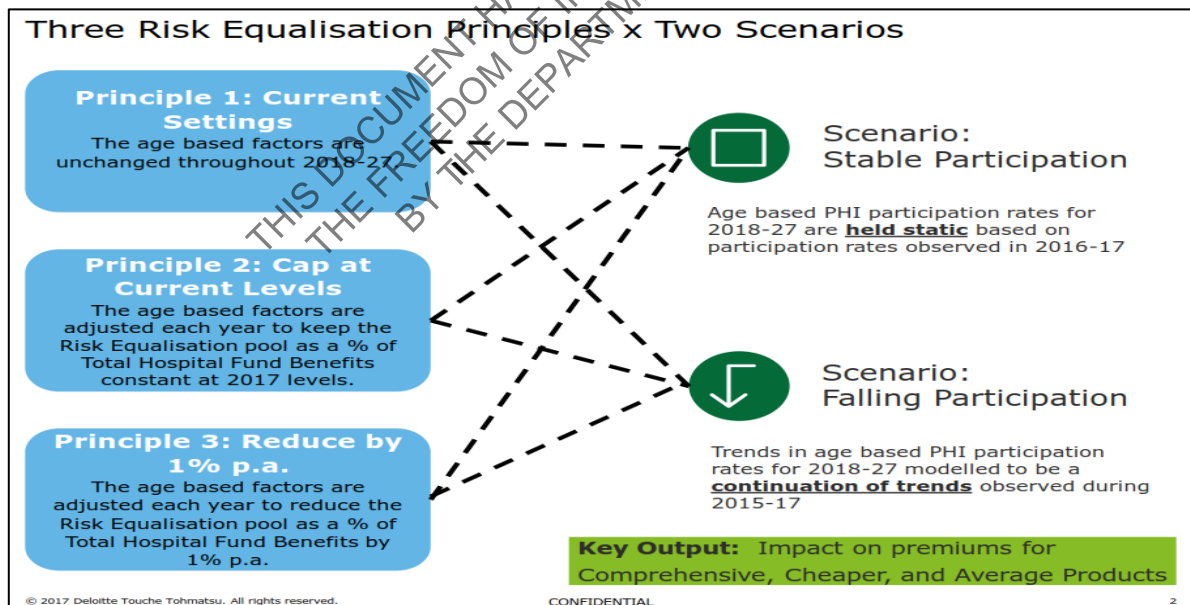 Three Risk Equalisation Principles x Two Scenarios
Principle 1: Current
Settings
The age based factors are
unchanged throughout 2018-27.
Principle 2: Cap at
Current Levels
The age based factors are
adjusted each year to keep the
Risk Equalisation pool as a % of
Total Hospital Fund Benefits
constant at 2017 levels.
Principle 3: Reduce by
1% p.a.
The age based factors are
adjusted each year to reduce the
Risk Equalisation pool as a % of
Total Hospital Fund Benefits by
1% p.a.
Scenario:
Stable Participation
Age based PHI participation rates for
2018-27 are held static based on
participation rates observed in 2016-17
Scenario:
Falling Participation
Trends in age based PHI participation
rates for 2018-27 modelled to be a
continuation of trends observed during
2015-17
Key Output: Impact on premiums for
Comprehensive, Cheaper, and Average Products
THIS DOCUMENT
THE FREEDOM OF
BY THE
© 2017 Deloitte Touche Tohmatsu. All rights reserved.
CONFIDENTIAL
2